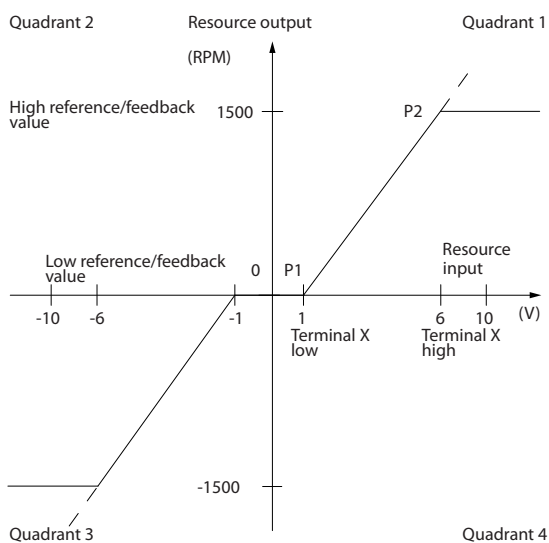 Quadrant 2
Resource output
Quadrant 1
(RPM)
High reference/feedback
value
1500
P2
Low reference/feedback
value
0
P1
Resource
input
-10
-6
-1
1
6
10
(V)
Terminal X
low
Terminal X
high
-1500
Quadrant 3
Quadrant 4